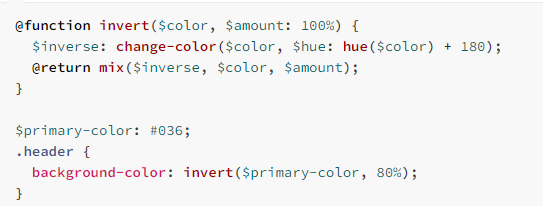 @function invert($color, $amount: 100%) {
  $inverse: change-color($color, $hue: hue($color) + 180);
  @return mix($inverse, $color, $amount);
}

$primary-color: #036;
.header {
  background-color: invert($primary-color, 80%);
}